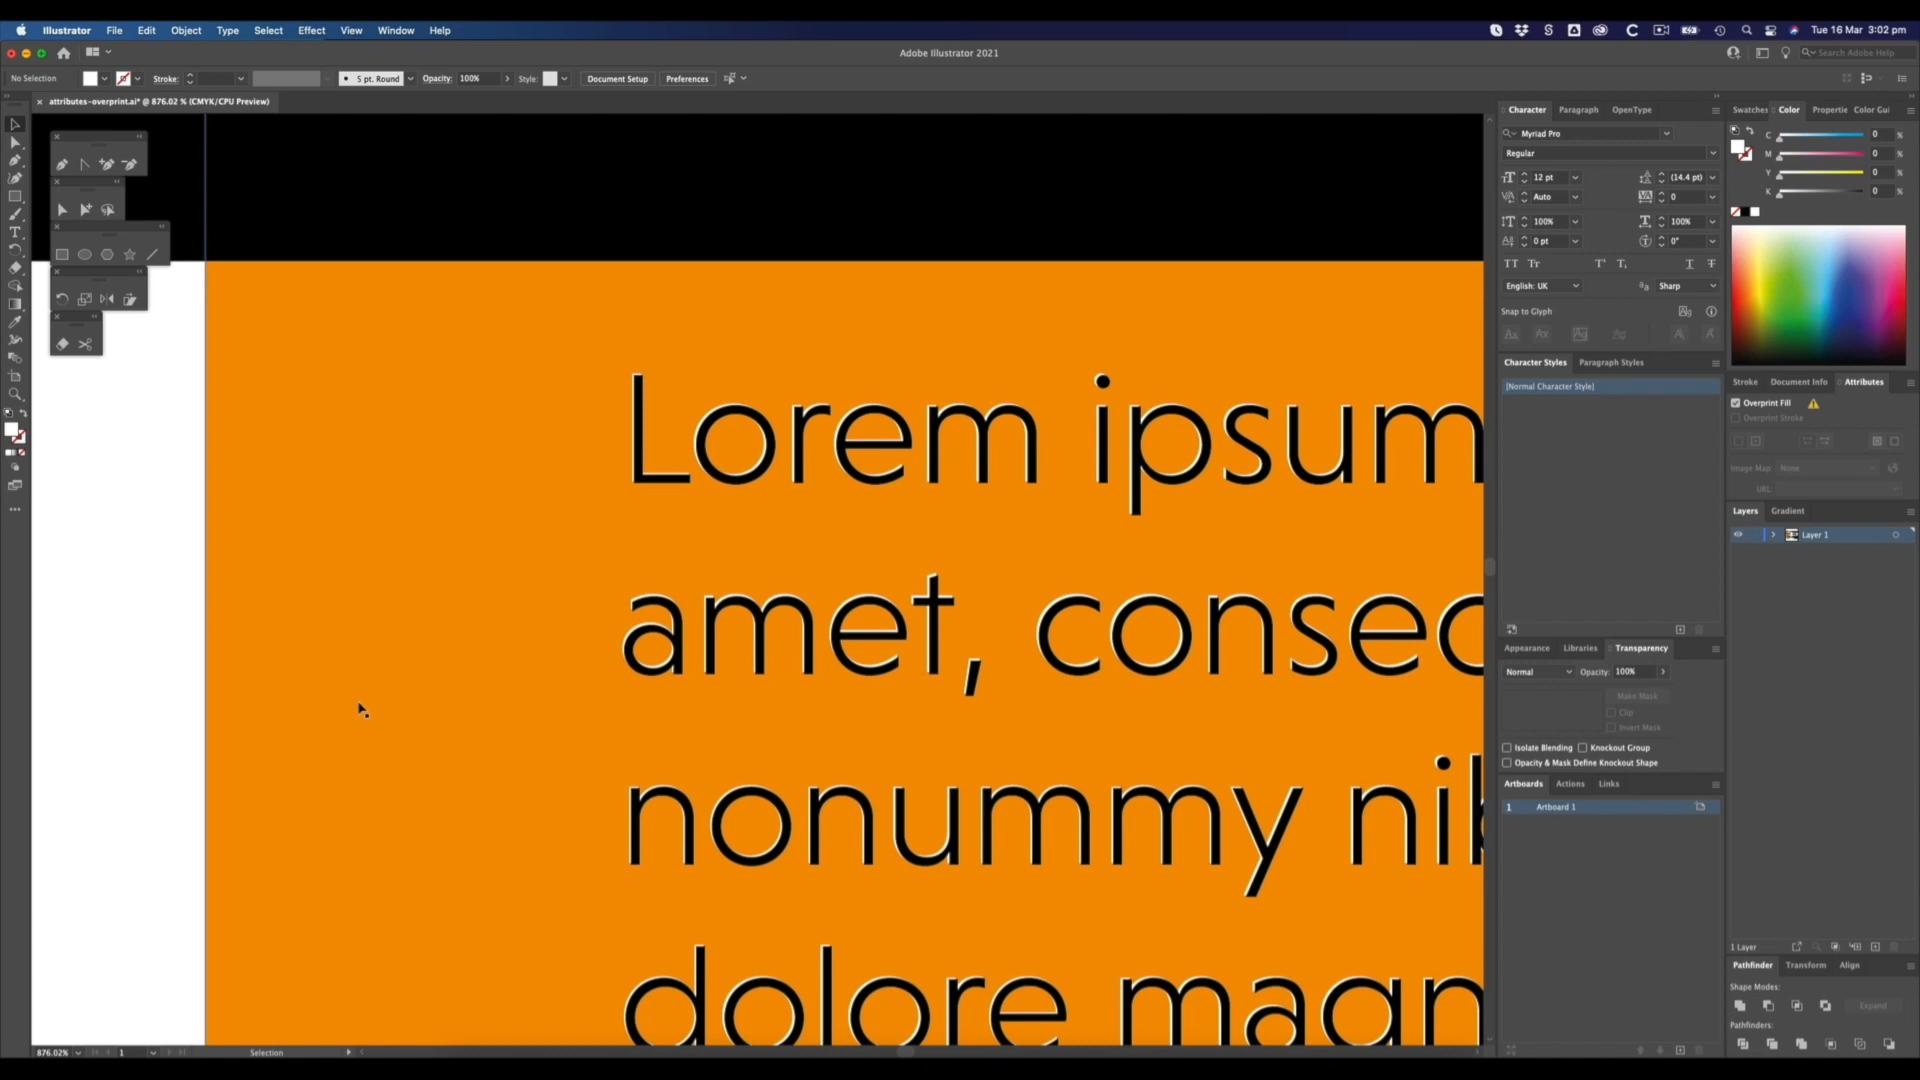 Illustrator File Edit Object Type Select Effect View Window Help
Tue 16 Mar 3:02 pm
Adobe Illustrator 2021
Search Adobe Help
No Selection Stroke: 5 pt. Round Opacity: 100% Style: Document Setup Preferences
attributes-overprint.ai* @ 876.02 % (CMYK/CPU Preview)
Character Paragraph OpenType
Myriad Pro
Regular
12 pt (14.4 pt)
Auto 0
100% 100%
0 pt 0°
English: UK Sharp
Snap to Glyph
Character Styles Paragraph Styles
[Normal Character Style]
Appearance Libraries Transparency
Normal Opacity: 100%
Make Mask
Clip
Invert Mask
Isolate Blending Knockout Group
Opacity & Mask Define Knockout Shape
Artboards Actions Links
1 Artboard 1
Swatches Color Propertie Color Gui
C 0 %
M 0 %
Y 0 %
K 0 %
Stroke Document Info Attributes
Overprint Fill
Overprint Stroke
Image Map: None
URL:
Layers Gradient
Layer 1
1 Layer
Pathfinder Transform Align
Shape Modes:
Expand
Pathfinders:
Lorem ipsum
amet, consec
nonummy nib
dolore magn
876.02% 1 Selection